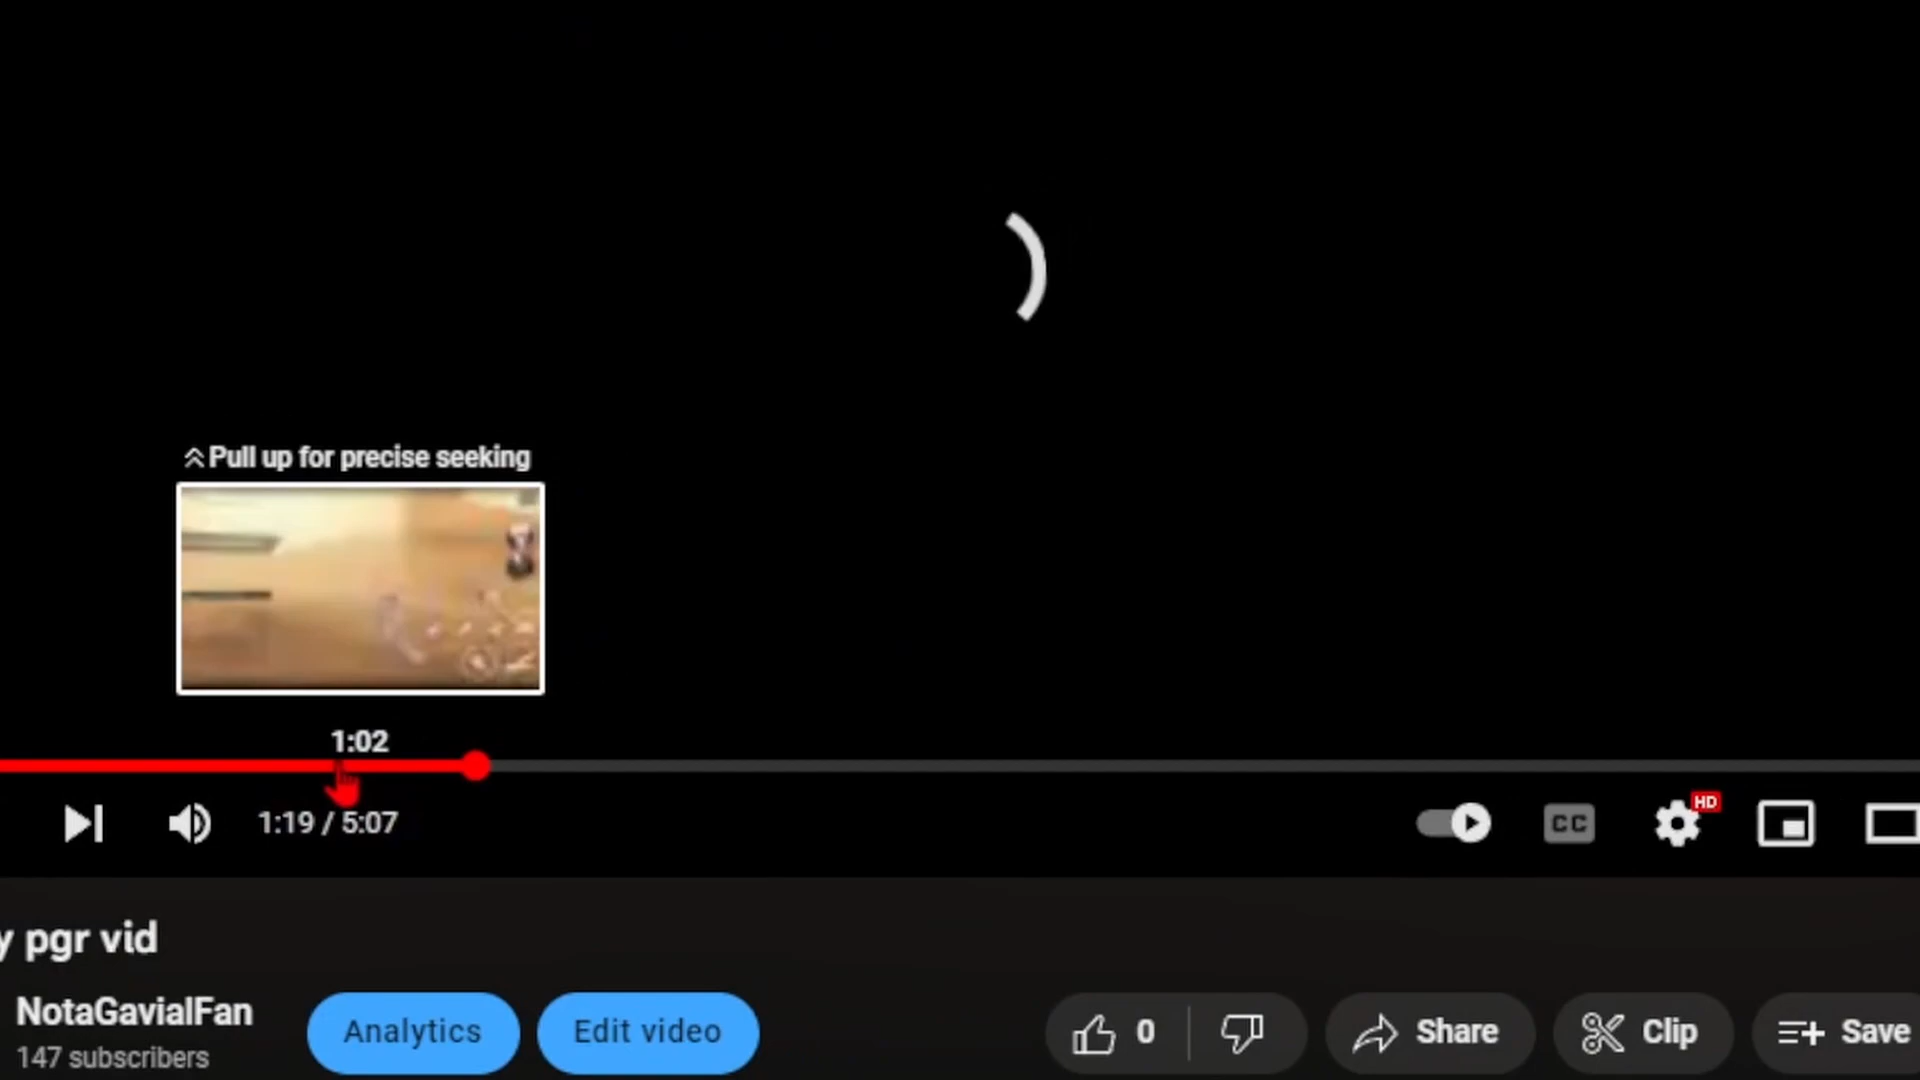 Pull up for precise seeking
1:02
1:19 / 5:07
CC
HD
y pgr vid
NotaGavialFan
147 subscribers
Analytics
Edit video
0
Share
Clip
Save